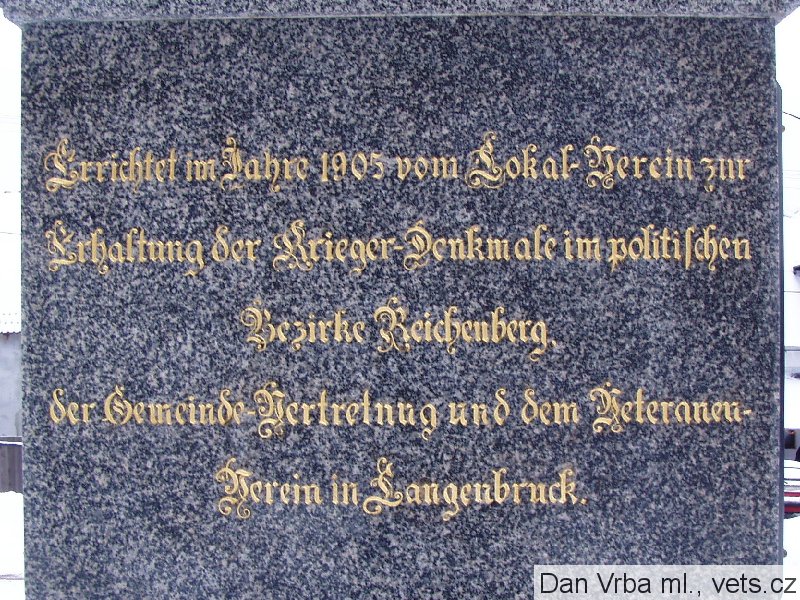 Errichtet im Jahre 1905 vom Lokal-Verein zur
Erhaltung der Krieger-Denkmale im politischen
Bezirke Reichenberg,
der Gemeinde-Vertretnug und dem Veteranen-
Verein in Langenbruck.
Dan Vrba ml., vets.cz